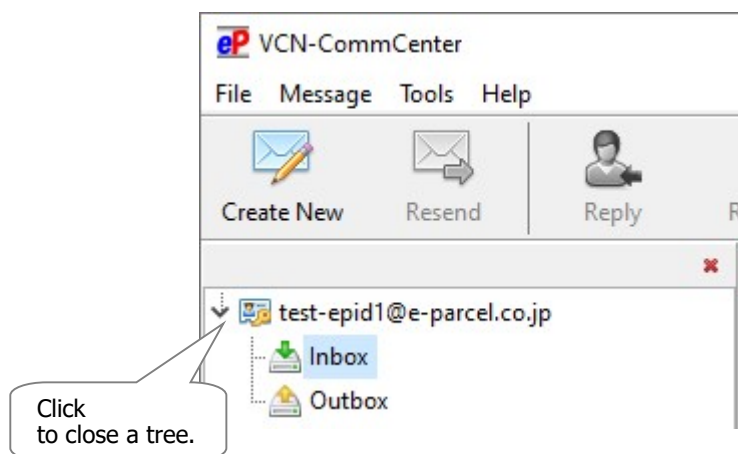 eP VCN-CommCenter
File Message Tools Help
Create New Resend Reply R
test-epid1@e-parcel.co.jp
Inbox
Outbox
Click
to close a tree.